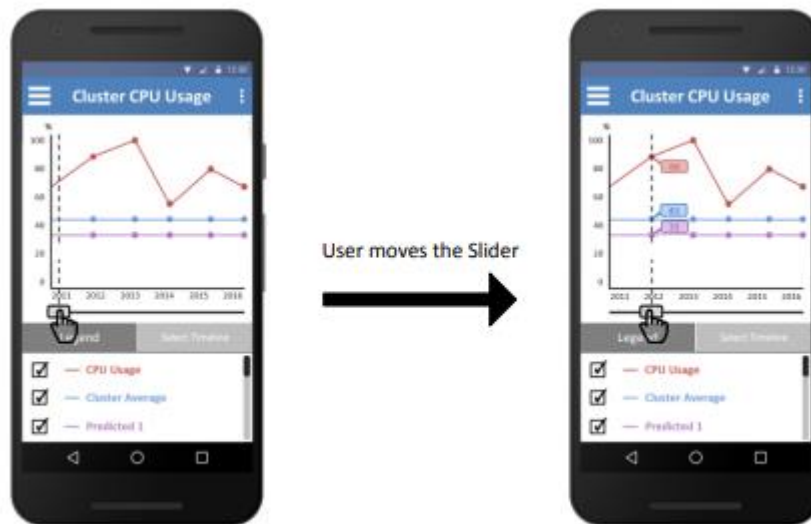 Cluster CPU Usage
%
100
80
60
40
20
0
2011 2012 2013 2014 2015 2016
Legend Select Timeline
CPU Usage
Cluster Average
Predicted 1
User moves the Slider
Cluster CPU Usage
%
100
80
60
40
20
0
2011 2012 2013 2014 2015 2016
Legend Select Timeline
CPU Usage
Cluster Average
Predicted 1